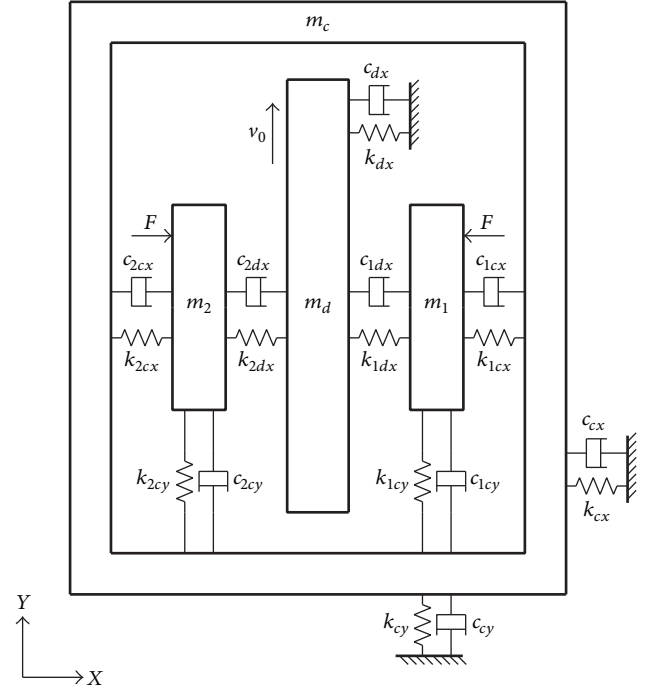 m_c
c_dx
v_0
k_dx
F
F
c_2cx
c_2dx
c_1dx
c_1cx
m_2
m_d
m_1
k_2cx
k_2dx
k_1dx
k_1cx
c_cx
k_2cy
c_2cy
k_1cy
c_1cy
k_cx
Y
k_cy
c_cy
X